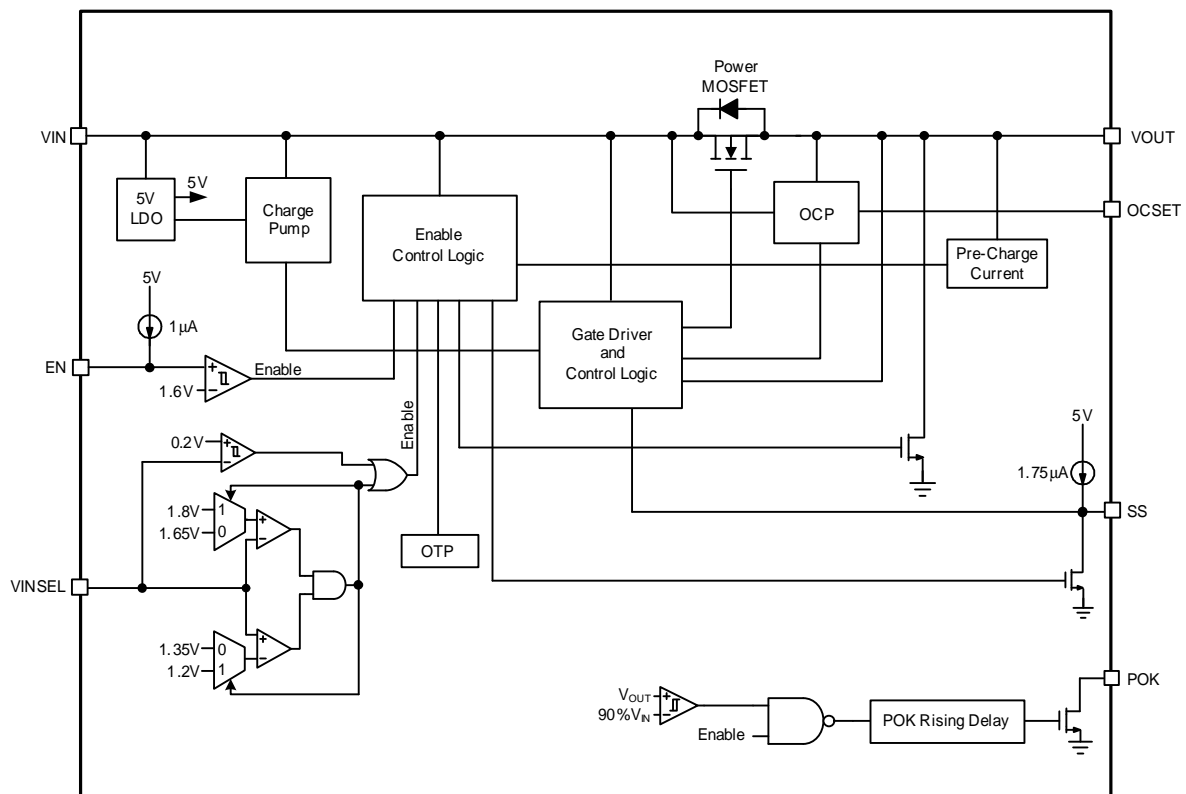 Power
MOSFET
VIN
VOUT
5V
5V
LDO
Charge
Pump
Enable
Control Logic
OCP
OCSET
Pre-Charge
Current
5V
1μA
Gate Driver
and
Control Logic
EN
Enable
1.6V
Enable
5V
0.2V
1.75μA
1.8V
1
1.65V
0
SS
OTP
VINSEL
1.35V
0
1.2V
1
POK
VOUT
90%VIN
POK Rising Delay
Enable